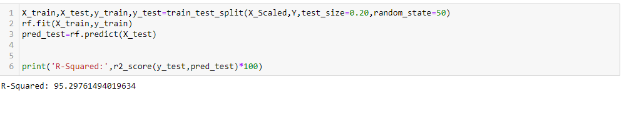 1 X_train,X_test,y_train,y_test=train_test_split(X_Scaled,Y,test_size=0.20,random_state=50)
2 rf.fit(X_train,y_train)
3 pred_test=rf.predict(X_test)
4
5
6 print('R-Squared:',r2_score(y_test,pred_test)*100)
R-Squared: 95.29761494019634